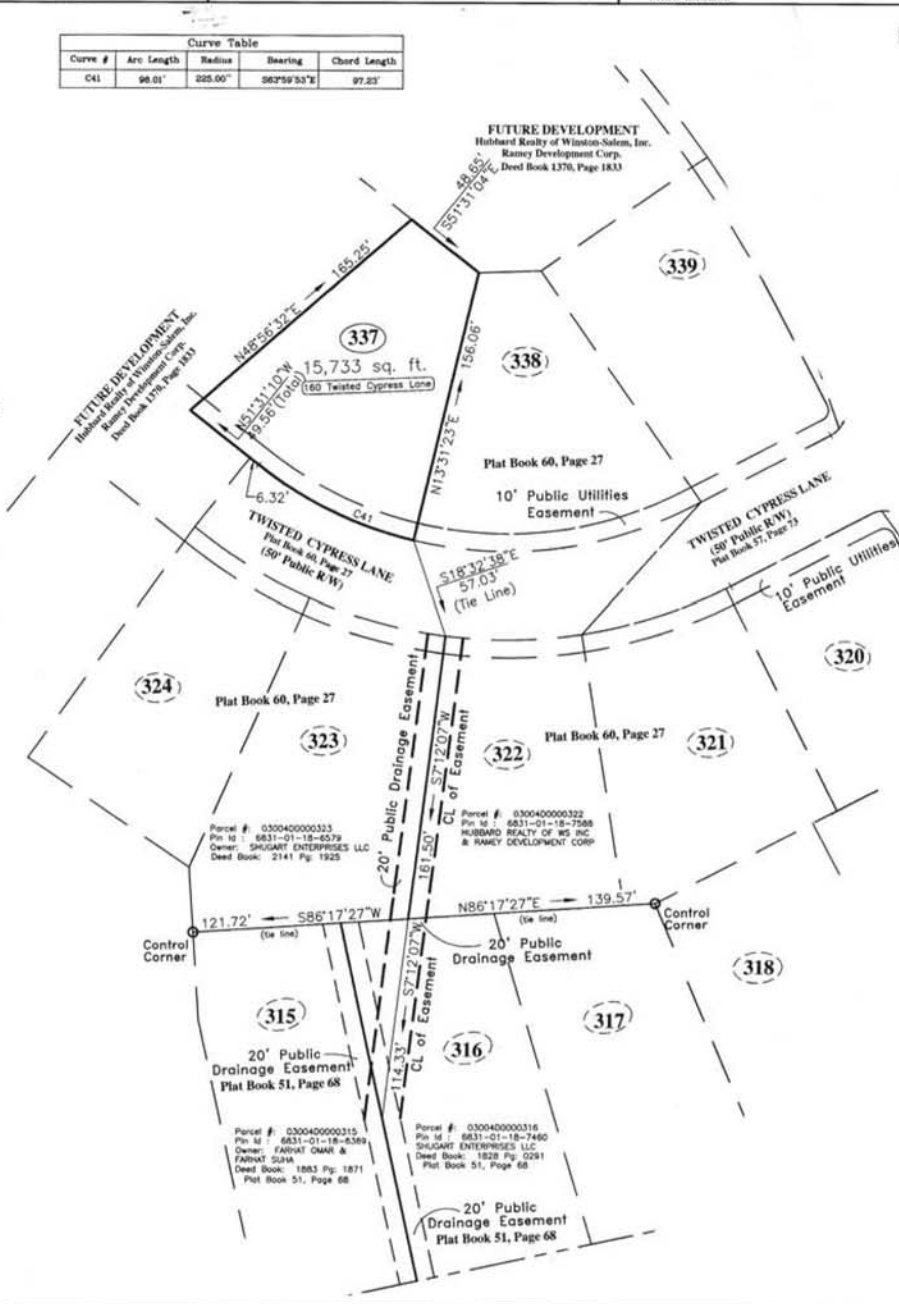 Curve Table
Curve # Arc Length Radius Bearing Chord Length
C41 98.01' 225.00" S63°59'53"E 97.23'
FUTURE DEVELOPMENT
Hubbard Realty of Winston-Salem, Inc.
Ramey Development Corp.
Deed Book 1370, Page 1833
48.65'
S51°31'04"E
339
N48°56'32"E 165.25'
337
15,733 sq. ft.
160 Twisted Cypress Lane
338
N13°31'23"E 156.06'
FUTURE DEVELOPMENT
Hubbard Realty of Winston-Salem, Inc.
Ramey Development Corp.
Deed Book 1370, Page 1833
N51°31'10"W
49.56' (Total)
Plat Book 60, Page 27
10' Public Utilities
Easement
6.32'
C41
TWISTED CYPRESS LANE
Plat Book 60, Page 27
(50' Public R/W)
TWISTED CYPRESS LANE
(50' Public R/W)
Plat Book 57, Page 73
10' Public Utilities
Easement
S18°32'38"E
57.03'
(Tie Line)
324
Plat Book 60, Page 27
323
20' Public Drainage Easement
S7°12'07"W
161.50'
CL of Easement
322
Plat Book 60, Page 27
321
320
Parcel #: 0300400000323
Pin Id : 6831-01-18-6579
Owner: SHUGART ENTERPRISES LLC
Deed Book: 2141 Pg: 1925
Parcel #: 0300400000322
Pin Id : 6831-01-18-7588
HUBBARD REALTY OF WS INC
& RAMEY DEVELOPMENT CORP
121.72' S86°17'27"W
(tie line)
N86°17'27"E 139.57'
(tie line)
Control
Corner
Control
Corner
20' Public
Drainage Easement
S7°12'07"W
114.33'
CL of Easement
315
316
317
318
20' Public
Drainage Easement
Plat Book 51, Page 68
Parcel #: 0300400000315
Pin Id : 6831-01-18-6389
Owner: FARHAT OMAR &
FARHAT SUHA
Deed Book: 1883 Pg: 1871
Plat Book 51, Page 68
Parcel #: 0300400000316
Pin Id : 6831-01-18-7460
SHUGART ENTERPRISES LLC
Deed Book: 1828 Pg: 0291
Plat Book 51, Page 68
20' Public
Drainage Easement
Plat Book 51, Page 68